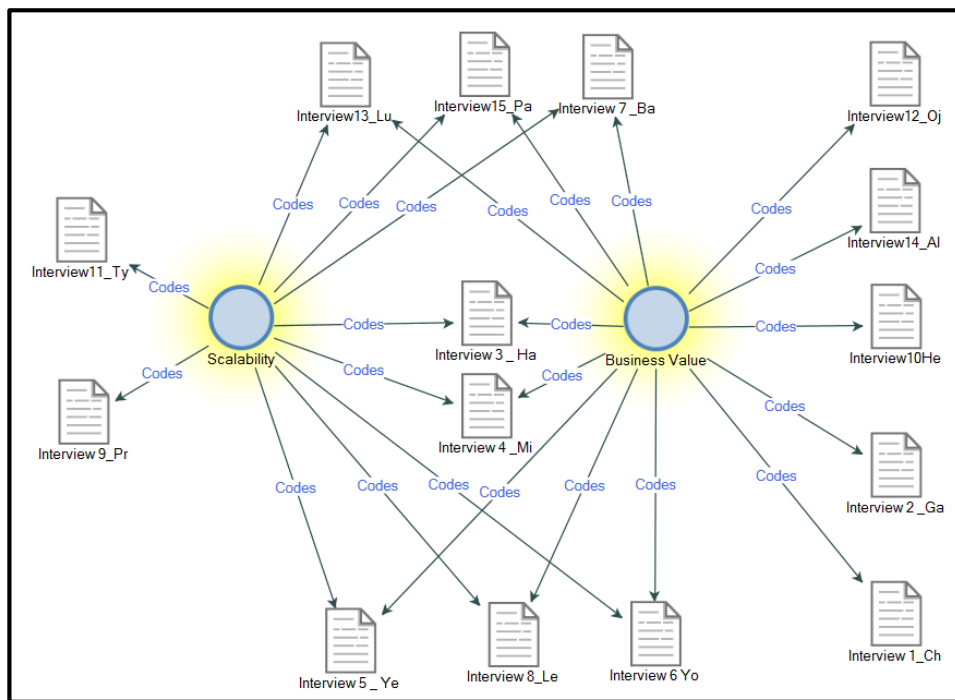 Interview13_Lu
Interview15_Pa
Interview 7 _Ba
Interview12_Oj
Codes
Codes
Codes
Codes
Codes
Codes
Codes
Interview14_Al
Codes
Interview11_Ty
Codes
Codes
Codes
Codes
Interview 3 _ Ha
Interview10He
Scalability
Business Value
Codes
Codes
Codes
Codes
Interview 4 _Mi
Interview 9_Pr
Codes
Codes
Codes
Codes
Codes
Codes
Codes
Interview 2 _Ga
Interview 5 _ Ye
Interview 8_Le
Interview 6 Yo
Interview 1_Ch